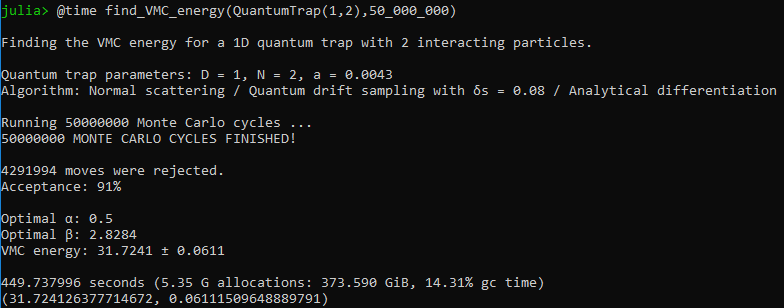 julia> @time find_VMC_energy(QuantumTrap(1,2),50_000_000)
Finding the VMC energy for a 1D quantum trap with 2 interacting particles.
Quantum trap parameters: D = 1, N = 2, a = 0.0043
Algorithm: Normal scattering / Quantum drift sampling with δs = 0.08 / Analytical differentiation
Running 50000000 Monte Carlo cycles ...
50000000 MONTE CARLO CYCLES FINISHED!
4291994 moves were rejected.
Acceptance: 91%
Optimal α: 0.5
Optimal β: 2.8284
VMC energy: 31.7241 ± 0.0611
449.737996 seconds (5.35 G allocations: 373.590 GiB, 14.31% gc time)
(31.724126377714672, 0.06111509648889791)